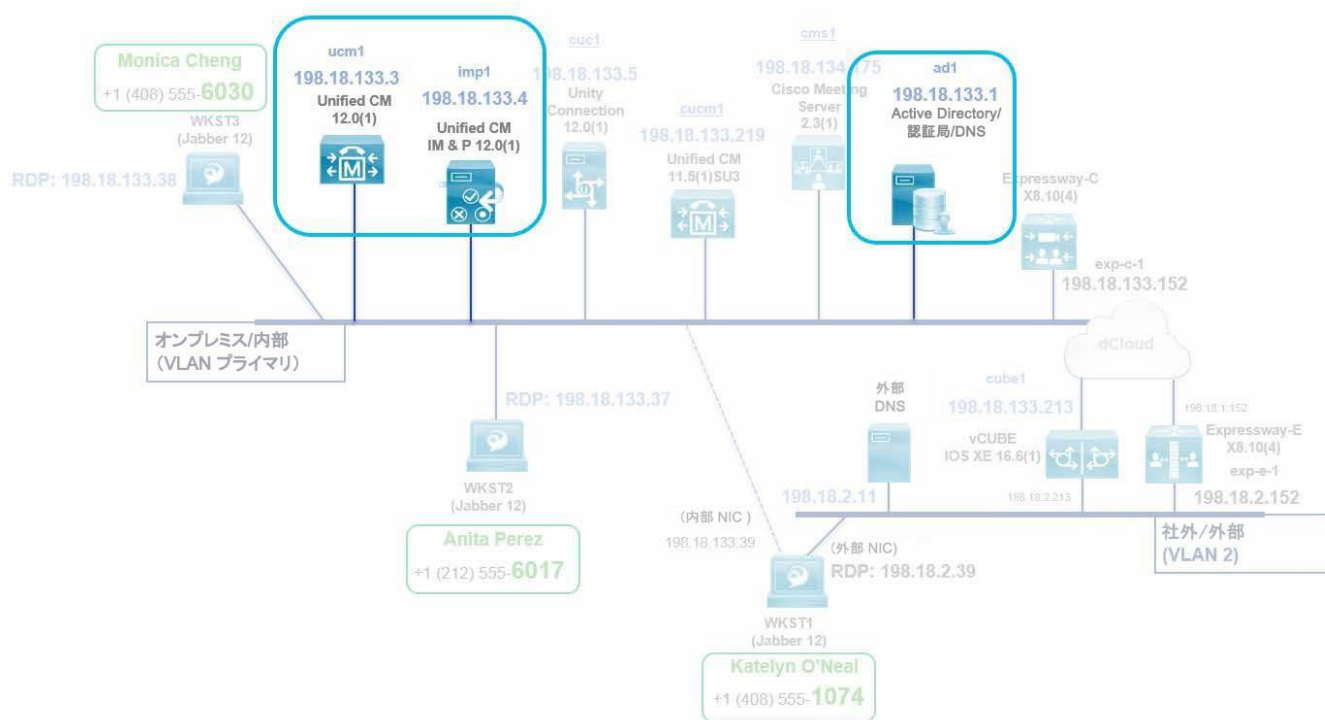 Monica Cheng
+1 (408) 555-6030
WKST3
(Jabber 12)
RDP: 198.18.133.38
ucm1
198.18.133.3
Unified CM
12.0(1)
imp1
198.18.133.4
Unified CM
IM & P 12.0(1)
cuc1
198.18.133.5
Unity
Connection
12.0(1)
cucm1
198.18.133.219
Unified CM
11.5(1)SU3
cms1
198.18.134.175
Cisco Meeting
Server
2.3(1)
ad1
198.18.133.1
Active Directory/
認証局/DNS
Expressway-C
X8.10(4)
exp-c-1
198.18.133.152
オンプレミス/内部
(VLAN プライマリ)
dCloud
RDP: 198.18.133.37
WKST2
(Jabber 12)
Anita Perez
+1 (212) 555-6017
外部
DNS
198.18.2.11
cube1
198.18.133.213
vCUBE
IOS XE 16.6(1)
198.18.2.213
198.18.1.152
Expressway-E
X8.10(4)
exp-e-1
198.18.2.152
社外/外部
(VLAN 2)
(内部 NIC )
198.18.133.39
(外部 NIC)
RDP: 198.18.2.39
WKST1
(Jabber 12)
Katelyn O'Neal
+1 (408) 555-1074